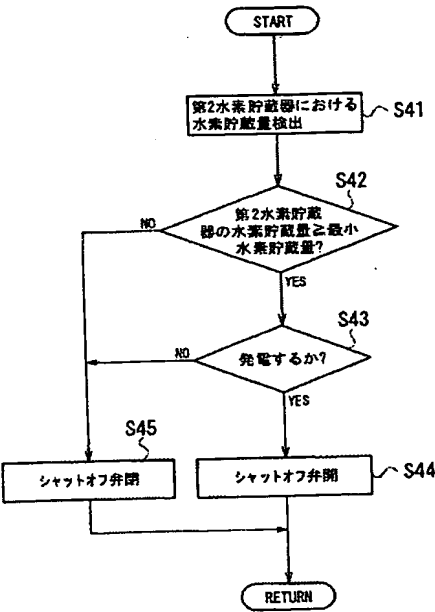 START
第2水素貯蔵器における
水素貯蔵量検出
S41
S42
第2水素貯蔵
器の水素貯蔵量≧最小
水素貯蔵量?
NO
YES
S43
発電するか?
NO
YES
S45
シャットオフ弁閉
シャットオフ弁開
S44
RETURN